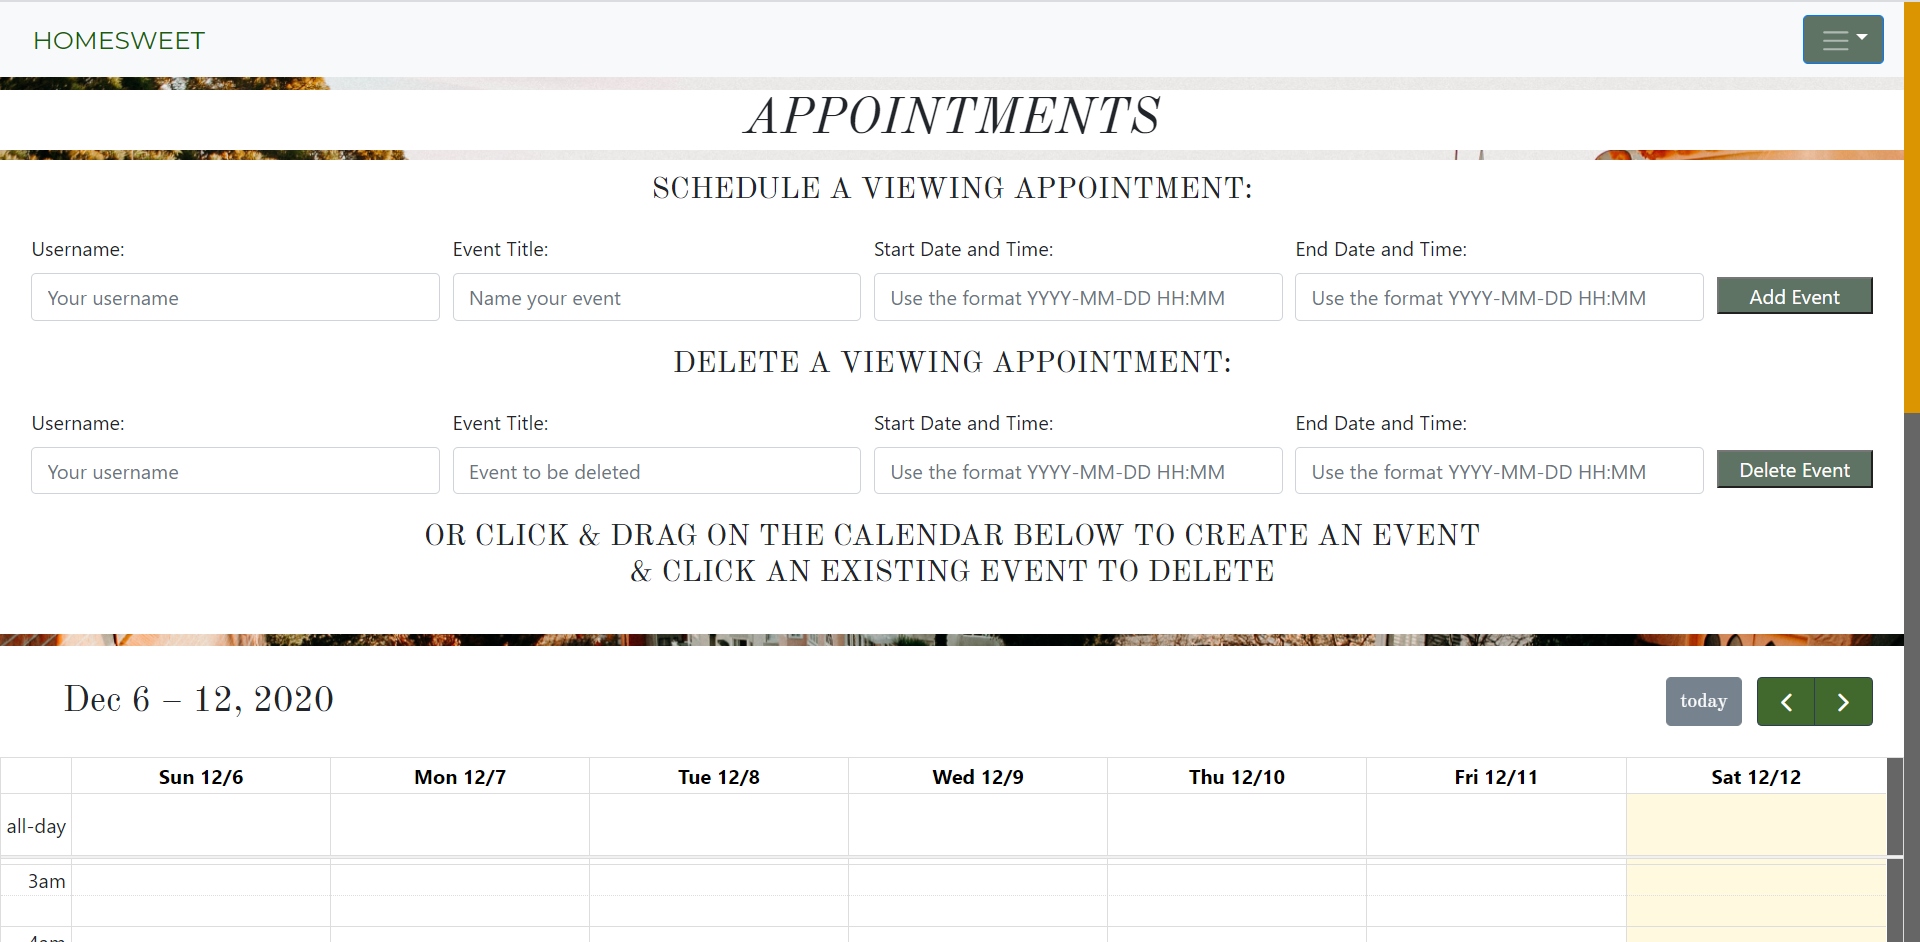 HOMESWEET
APPOINTMENTS
SCHEDULE A VIEWING APPOINTMENT:
Username: Event Title: Start Date and Time: End Date and Time:
Your username Name your event Use the format YYYY-MM-DD HH:MM Use the format YYYY-MM-DD HH:MM Add Event
DELETE A VIEWING APPOINTMENT:
Username: Event Title: Start Date and Time: End Date and Time:
Your username Event to be deleted Use the format YYYY-MM-DD HH:MM Use the format YYYY-MM-DD HH:MM Delete Event
OR CLICK & DRAG ON THE CALENDAR BELOW TO CREATE AN EVENT
& CLICK AN EXISTING EVENT TO DELETE
Dec 6 – 12, 2020 today
Sun 12/6 Mon 12/7 Tue 12/8 Wed 12/9 Thu 12/10 Fri 12/11 Sat 12/12
all-day
3am
4am